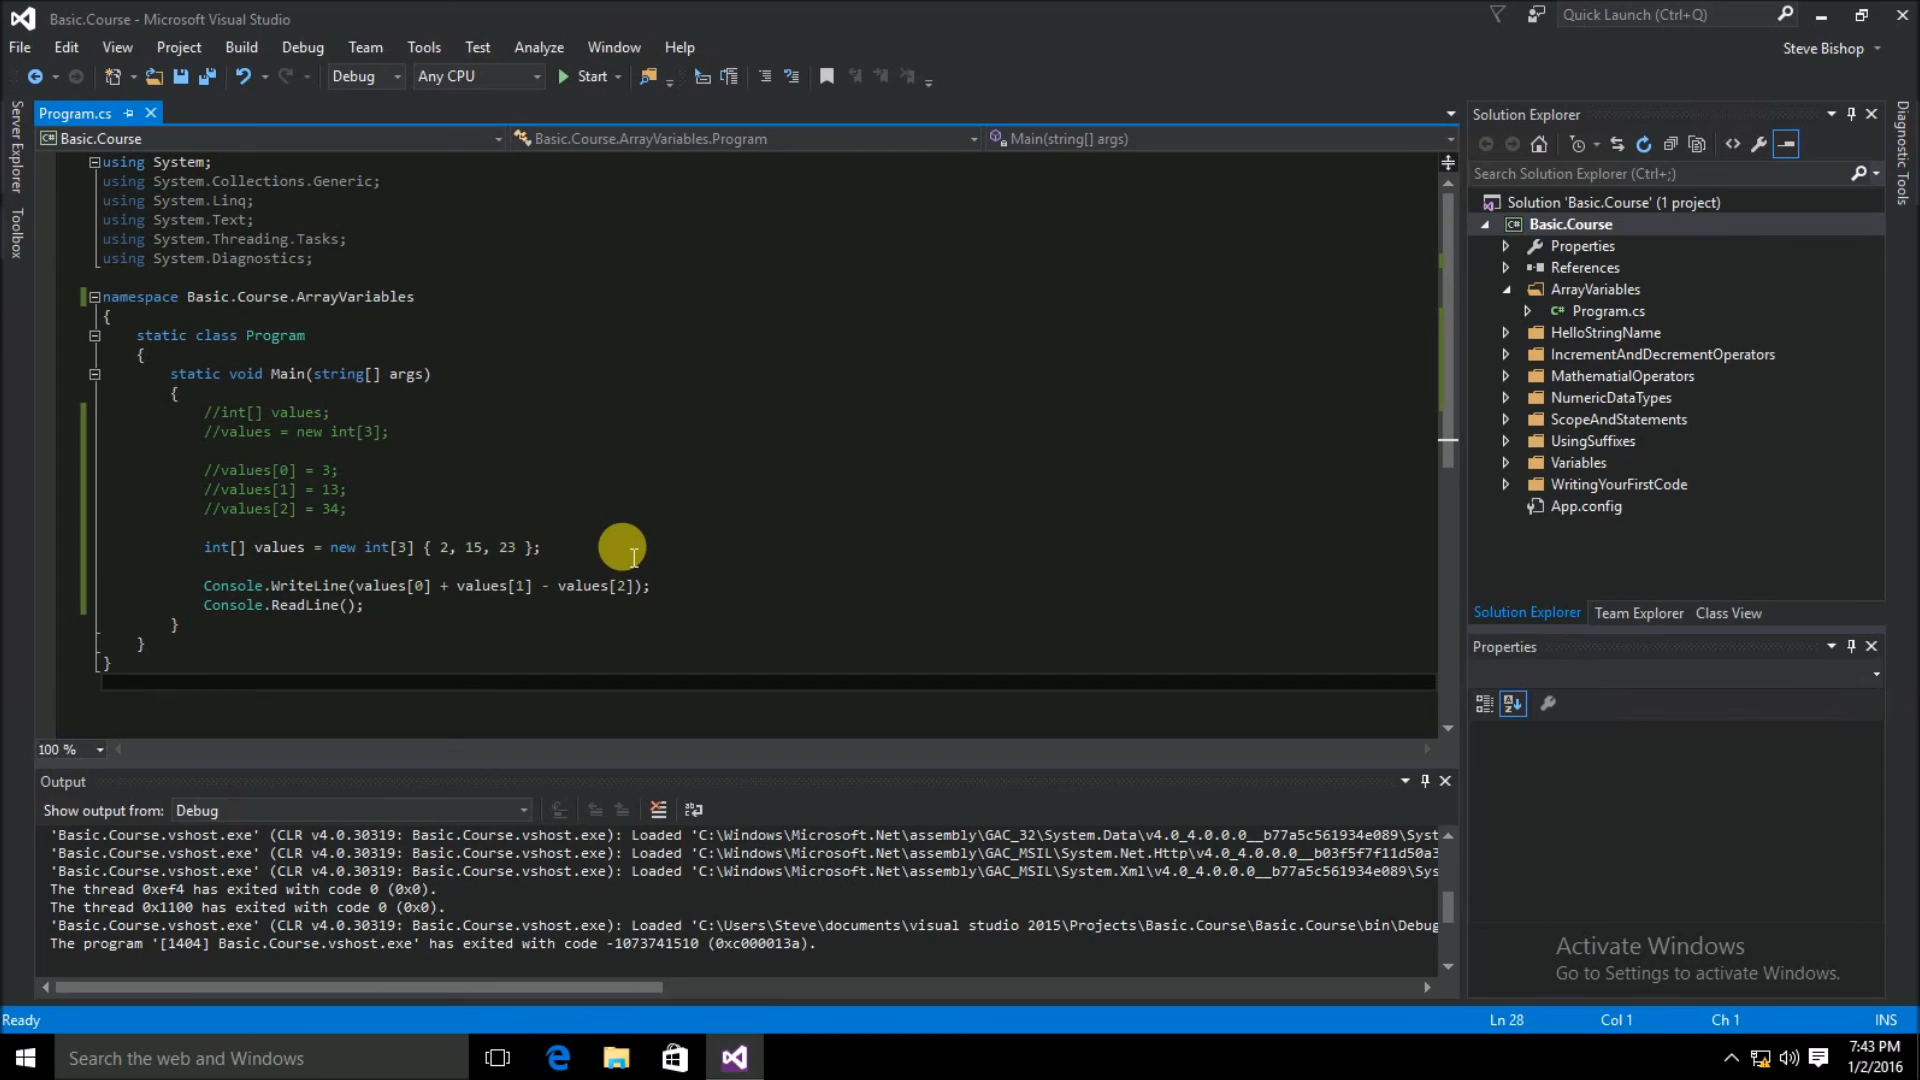 Basic.Course - Microsoft Visual Studio
Quick Launch (Ctrl+Q)
File Edit View Project Build Debug Team Tools Test Analyze Window Help
Steve Bishop
Debug Any CPU Start
Server Explorer
Toolbox
Program.cs
Basic.Course Basic.Course.ArrayVariables.Program Main(string[] args)
using System;
using System.Collections.Generic;
using System.Linq;
using System.Text;
using System.Threading.Tasks;
using System.Diagnostics;
namespace Basic.Course.ArrayVariables
{
static class Program
{
static void Main(string[] args)
{
//int[] values;
//values = new int[3];
//values[0] = 3;
//values[1] = 13;
//values[2] = 34;
int[] values = new int[3] { 2, 15, 23 };
Console.WriteLine(values[0] + values[1] - values[2]);
Console.ReadLine();
}
}
}
100 %
Output
Show output from: Debug
'Basic.Course.vshost.exe' (CLR v4.0.30319: Basic.Course.vshost.exe): Loaded 'C:\Windows\Microsoft.Net\assembly\GAC_32\System.Data\v4.0_4.0.0.0__b77a5c561934e089\Syst
'Basic.Course.vshost.exe' (CLR v4.0.30319: Basic.Course.vshost.exe): Loaded 'C:\Windows\Microsoft.Net\assembly\GAC_MSIL\System.Net.Http\v4.0_4.0.0.0__b03f5f7f11d50a3
'Basic.Course.vshost.exe' (CLR v4.0.30319: Basic.Course.vshost.exe): Loaded 'C:\Windows\Microsoft.Net\assembly\GAC_MSIL\System.Xml\v4.0_4.0.0.0__b77a5c561934e089\Sys
The thread 0xef4 has exited with code 0 (0x0).
The thread 0x1100 has exited with code 0 (0x0).
'Basic.Course.vshost.exe' (CLR v4.0.30319: Basic.Course.vshost.exe): Loaded 'C:\Users\Steve\documents\visual studio 2015\Projects\Basic.Course\Basic.Course\bin\Debug
The program '[1404] Basic.Course.vshost.exe' has exited with code -1073741510 (0xc000013a).
Solution Explorer
Search Solution Explorer (Ctrl+;)
Solution 'Basic.Course' (1 project)
C# Basic.Course
Properties
References
ArrayVariables
C# Program.cs
HelloStringName
IncrementAndDecrementOperators
MathematialOperators
NumericDataTypes
ScopeAndStatements
UsingSuffixes
Variables
WritingYourFirstCode
App.config
Solution Explorer Team Explorer Class View
Properties
Diagnostic Tools
Activate Windows
Go to Settings to activate Windows.
Ready Ln 28 Col 1 Ch 1 INS
Search the web and Windows
7:43 PM
1/2/2016